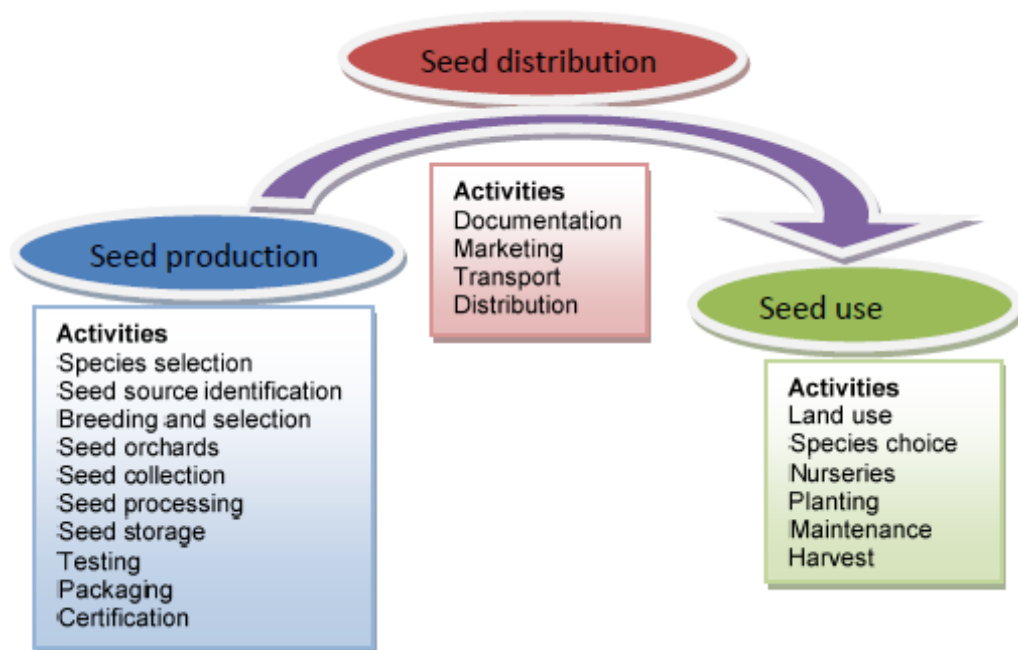 Seed distribution
Seed production
Activities
Species selection
Seed source identification
Breeding and selection
Seed orchards
Seed collection
Seed processing
Seed storage
Testing
Packaging
Certification
Activities
Documentation
Marketing
Transport
Distribution
Seed use
Activities
Land use
Species choice
Nurseries
Planting
Maintenance
Harvest